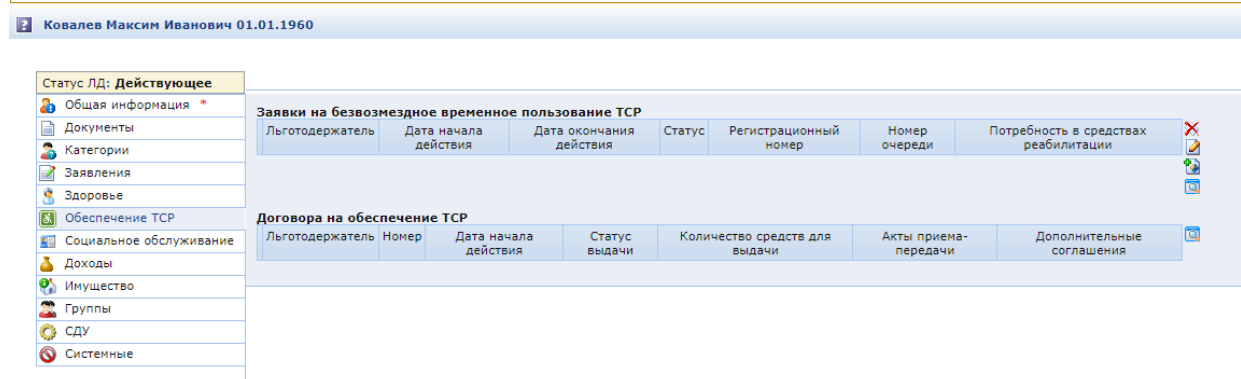 Ковалев Максим Иванович 01.01.1960
Статус ЛД: Действующее
Общая информация *
Документы
Категории
Заявления
Здоровье
Обеспечение ТСР
Социальное обслуживание
Доходы
Имущество
Группы
СДУ
Системные
Заявки на безвозмездное временное пользование ТСР
Льготодержатель Дата начала Дата окончания Статус Регистрационный Номер Потребность в средствах
действия действия номер очереди реабилитации
Договора на обеспечение ТСР
Льготодержатель Номер Дата начала Статус Количество средств для Акты приема- Дополнительные
действия выдачи выдачи передачи соглашения